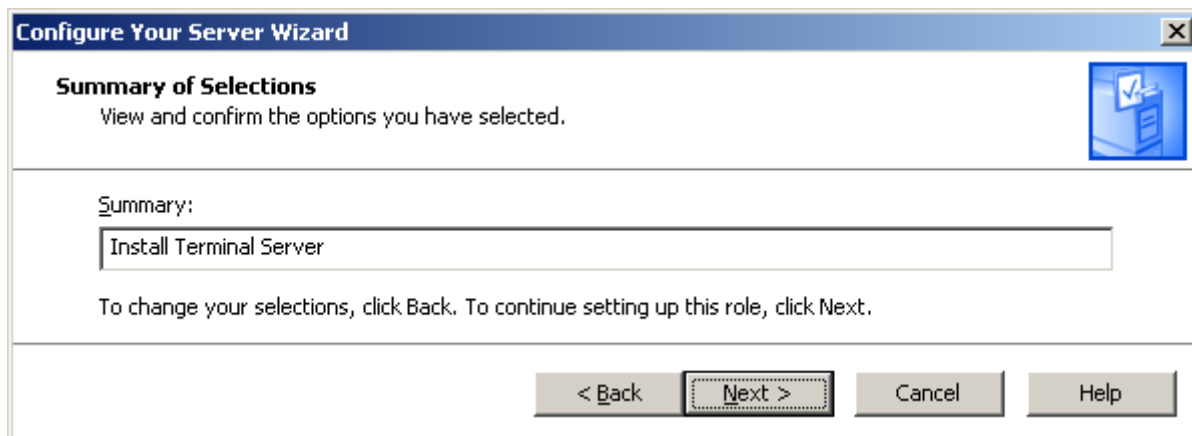 Configure Your Server Wizard
Summary of Selections
View and confirm the options you have selected.
Summary:
Install Terminal Server
To change your selections, click Back. To continue setting up this role, click Next.
< Back Next > Cancel Help